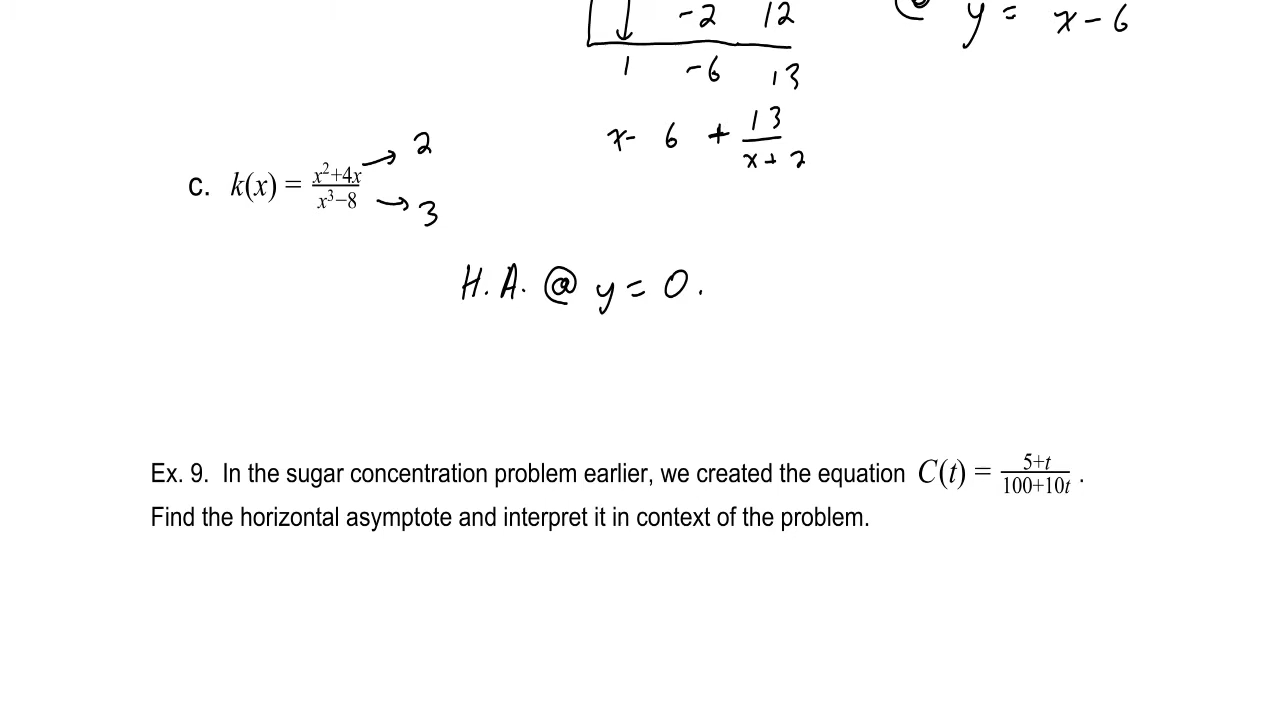 -2 12
@ y = x - 6
1 -6 13
x - 6 + 13/(x + 2)
c. k(x) = (x²+4x)/(x³–8) → 2 → 3
H.A. @ y = 0.
Ex. 9. In the sugar concentration problem earlier, we created the equation C(t) = (5+t)/(100+10t) .
Find the horizontal asymptote and interpret it in context of the problem.